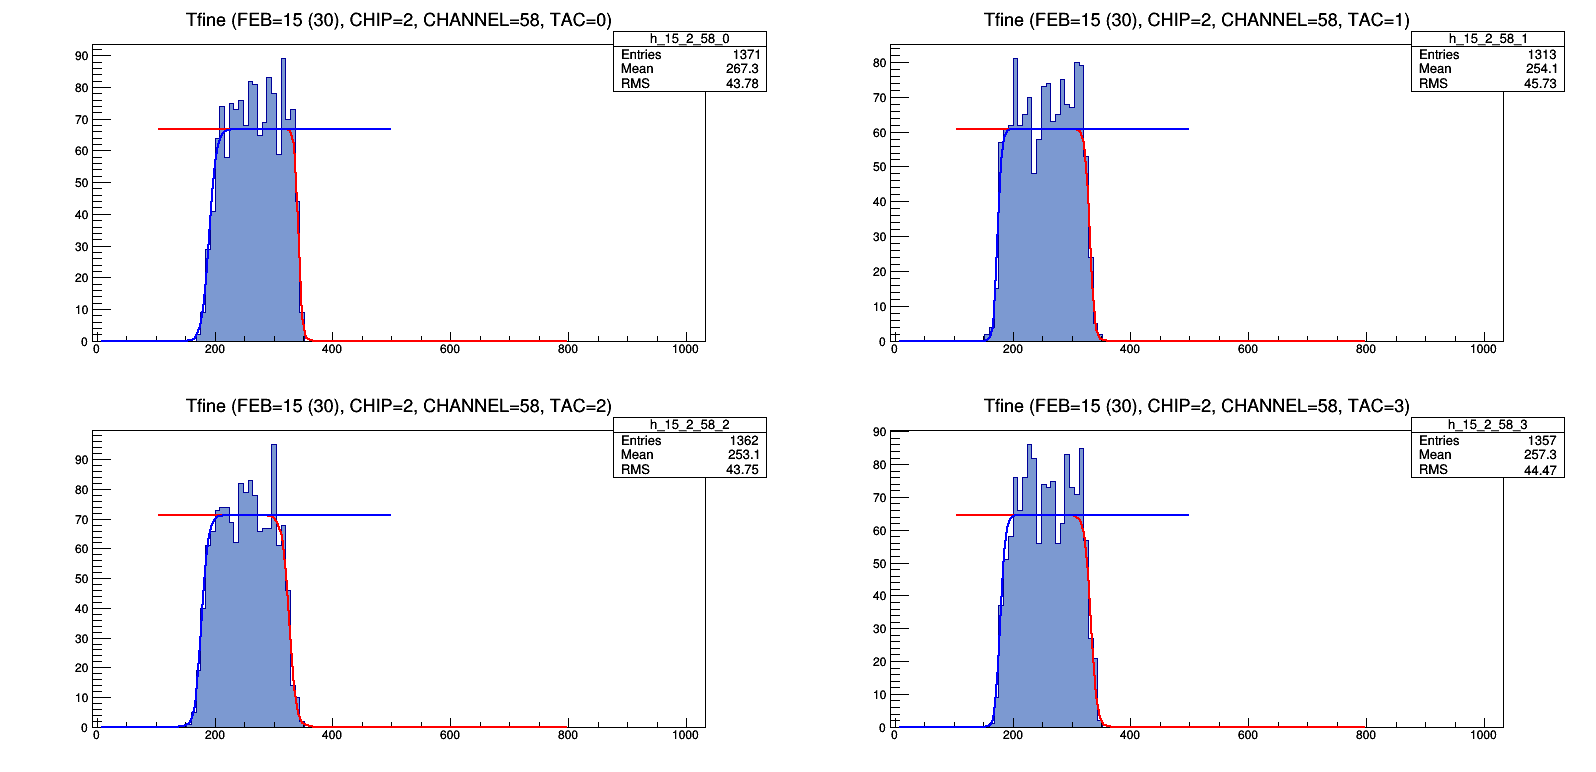 Tfine (FEB=15 (30), CHIP=2, CHANNEL=58, TAC=0)
h_15_2_58_0
Entries 1371
Mean 267.3
RMS 43.78
90
80
70
60
50
40
30
20
10
0
0 200 400 600 800 1000
Tfine (FEB=15 (30), CHIP=2, CHANNEL=58, TAC=1)
h_15_2_58_1
Entries 1313
Mean 254.1
RMS 45.73
80
70
60
50
40
30
20
10
0
0 200 400 600 800 1000
Tfine (FEB=15 (30), CHIP=2, CHANNEL=58, TAC=2)
h_15_2_58_2
Entries 1362
Mean 253.1
RMS 43.75
90
80
70
60
50
40
30
20
10
0
0 200 400 600 800 1000
Tfine (FEB=15 (30), CHIP=2, CHANNEL=58, TAC=3)
h_15_2_58_3
Entries 1357
Mean 257.3
RMS 44.47
90
80
70
60
50
40
30
20
10
0
0 200 400 600 800 1000